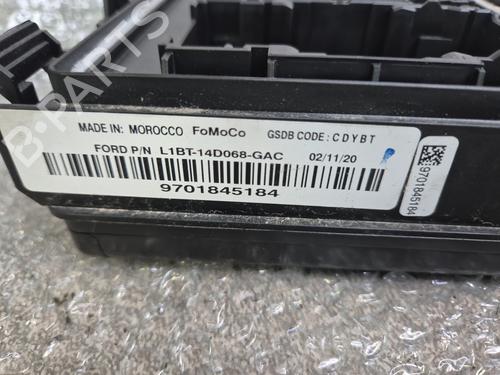 B-PARTS
MADE IN: MOROCCO FoMoCo GSDB CODE: CDYBT
FORD P/N L1BT-14D068-GAC 02/11/20
9701845184
9701845184